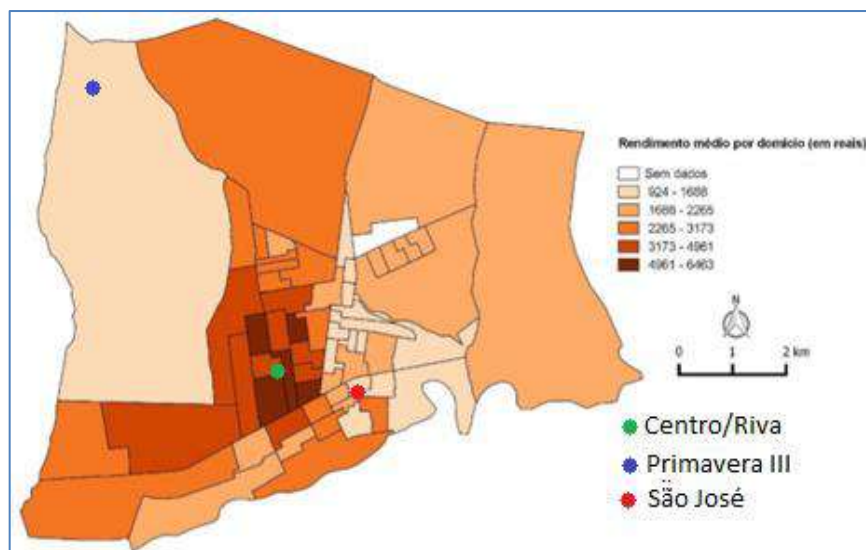 Rendimento médio por domício (em reais)
Sem dados
924 - 1688
1688 - 2265
2265 - 3173
3173 - 4961
4961 - 6463
N
0 1 2 km
Centro/Riva
Primavera III
São José